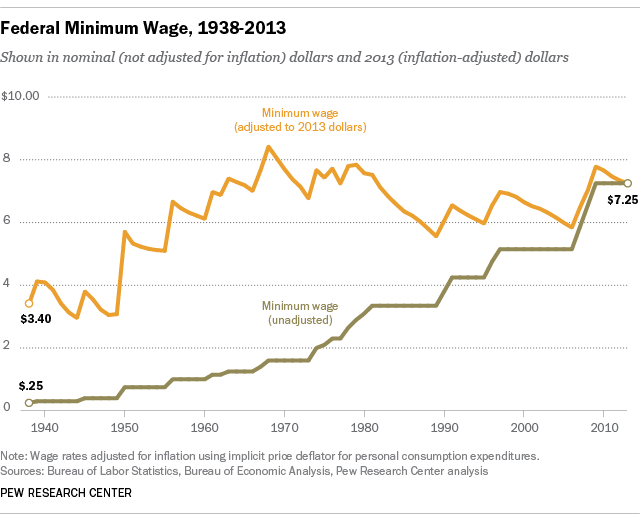 Federal Minimum Wage, 1938-2013
Shown in nominal (not adjusted for inflation) dollars and 2013 (inflation-adjusted) dollars
$10.00
Minimum wage
(adjusted to 2013 dollars)
8
6
$7.25
4
$3.40
Minimum wage
(unadjusted)
2
$.25
0
1940 1950 1960 1970 1980 1990 2000 2010
Note: Wage rates adjusted for inflation using implicit price deflator for personal consumption expenditures.
Sources: Bureau of Labor Statistics, Bureau of Economic Analysis, Pew Research Center analysis
PEW RESEARCH CENTER